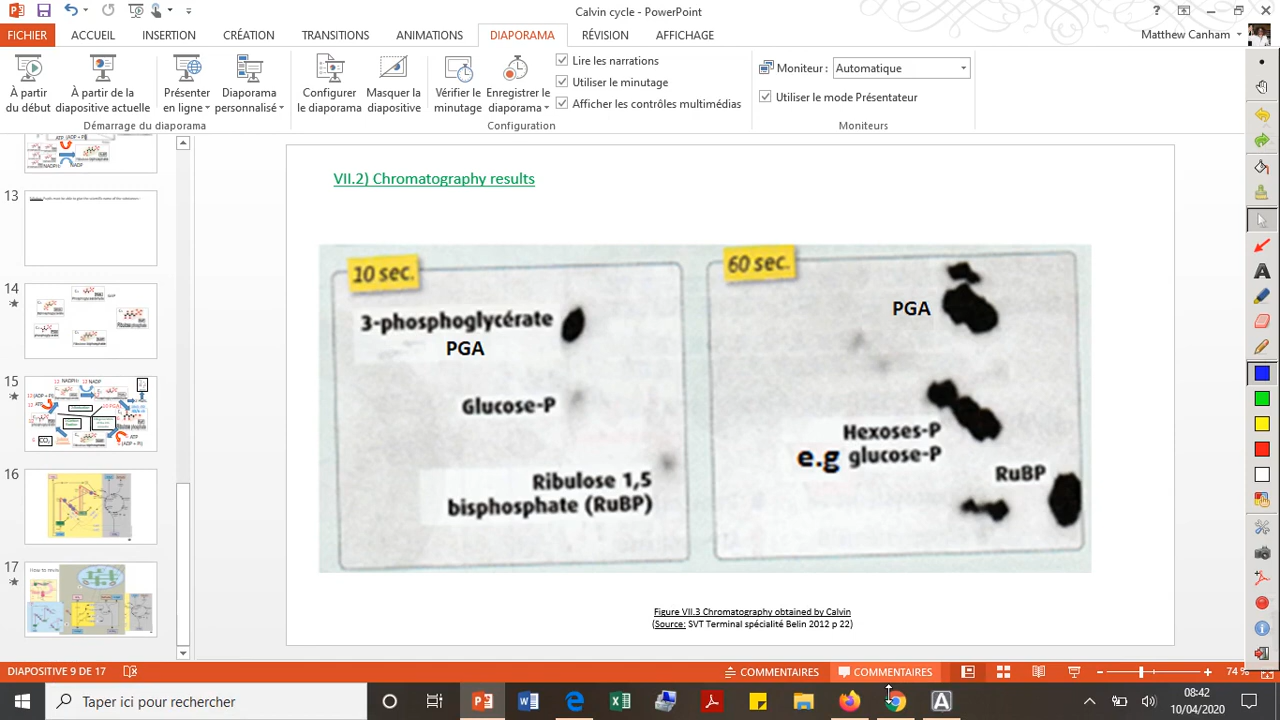 Calvin cycle - PowerPoint
FICHIER ACCUEIL INSERTION CRÉATION TRANSITIONS ANIMATIONS DIAPORAMA RÉVISION AFFICHAGE Matthew Canham
À partir du début
À partir de la diapositive actuelle
Présenter en ligne
Diaporama personnalisé
Démarrage du diaporama
Configurer le diaporama
Masquer la diapositive
Vérifier le minutage
Enregistrer le diaporama
Lire les narrations
Utiliser le minutage
Afficher les contrôles multimédias
Configuration
Moniteur : Automatique
Utiliser le mode Présentateur
Moniteurs
13
14
15
16
17
VII.2) Chromatography results
10 sec.
3-phosphoglycérate
PGA
Glucose-P
Ribulose 1,5
bisphosphate (RuBP)
60 sec.
PGA
Hexoses-P
e.g glucose-P
RuBP
Figure VII.3 Chromatography obtained by Calvin
(Source: SVT Terminal spécialité Belin 2012 p 22)
DIAPOSITIVE 9 DE 17 COMMENTAIRES COMMENTAIRES 74 %
Taper ici pour rechercher
08:42
10/04/2020